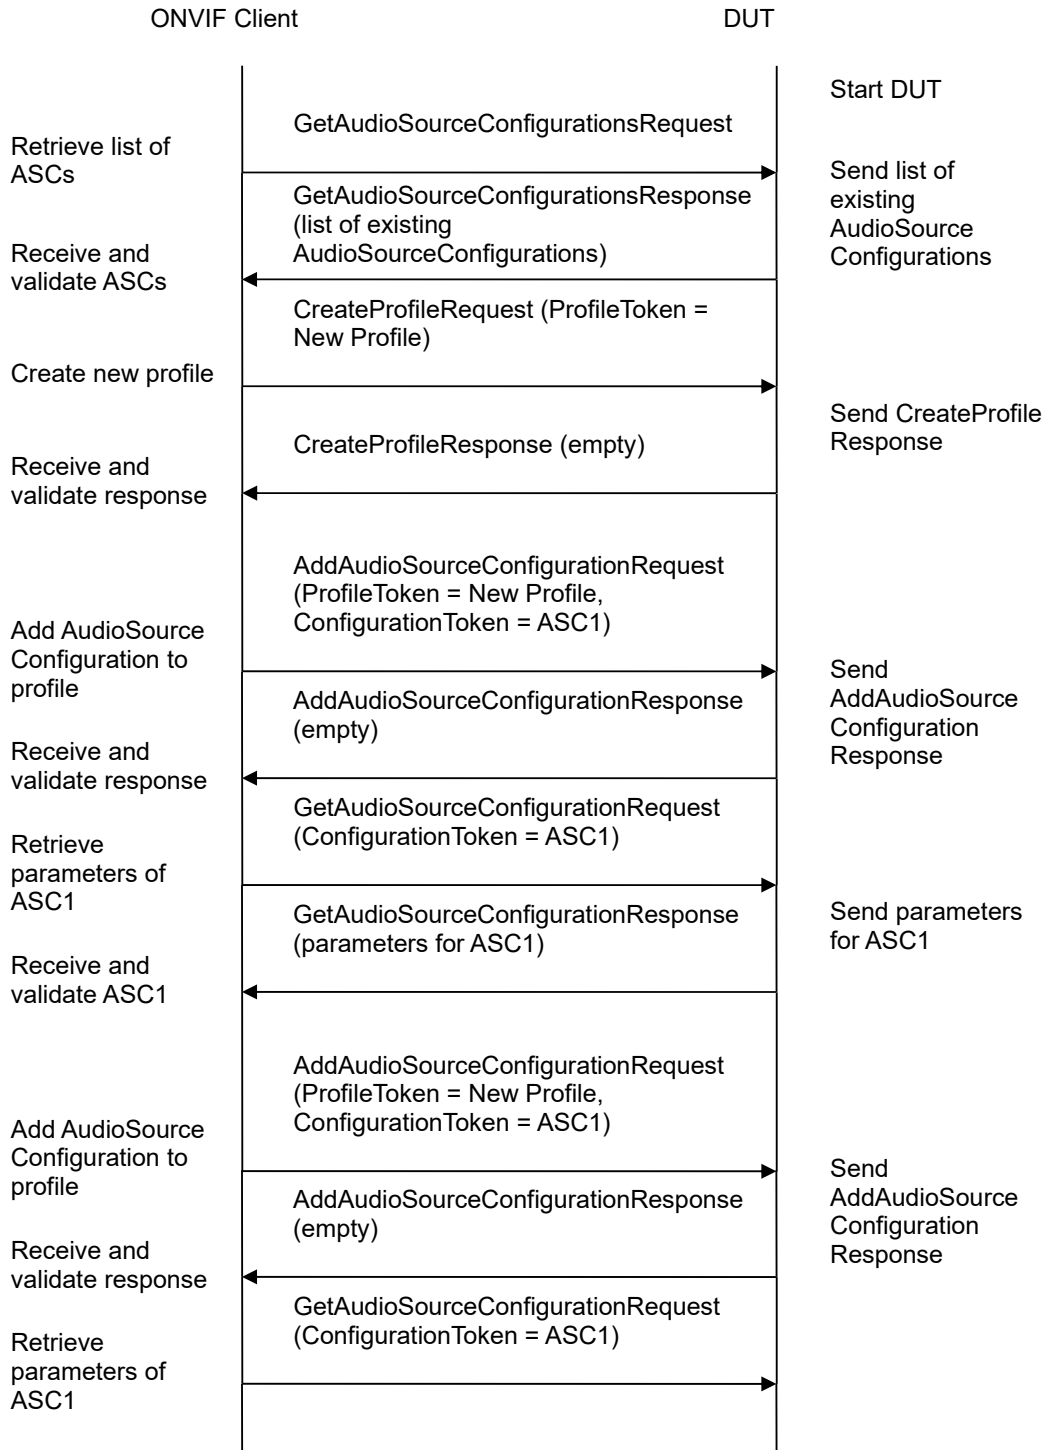 ONVIF Client
DUT
Start DUT
GetAudioSourceConfigurationsRequest
Retrieve list of
ASCs
Send list of
existing
AudioSource
Configurations
GetAudioSourceConfigurationsResponse
(list of existing
AudioSourceConfigurations)
Receive and
validate ASCs
CreateProfileRequest (ProfileToken =
New Profile)
Create new profile
Send CreateProfile
Response
CreateProfileResponse (empty)
Receive and
validate response
AddAudioSourceConfigurationRequest
(ProfileToken = New Profile,
ConfigurationToken = ASC1)
Add AudioSource
Configuration to
profile
Send
AddAudioSource
Configuration
Response
AddAudioSourceConfigurationResponse
(empty)
Receive and
validate response
GetAudioSourceConfigurationRequest
(ConfigurationToken = ASC1)
Retrieve
parameters of
ASC1
Send parameters
for ASC1
GetAudioSourceConfigurationResponse
(parameters for ASC1)
Receive and
validate ASC1
AddAudioSourceConfigurationRequest
(ProfileToken = New Profile,
ConfigurationToken = ASC1)
Add AudioSource
Configuration to
profile
Send
AddAudioSource
Configuration
Response
AddAudioSourceConfigurationResponse
(empty)
Receive and
validate response
GetAudioSourceConfigurationRequest
(ConfigurationToken = ASC1)
Retrieve
parameters of
ASC1